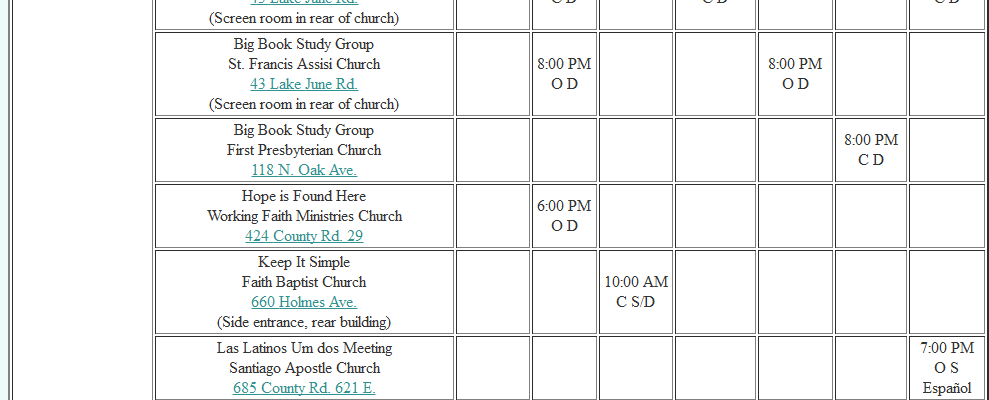 (Screen room in rear of church)
Big Book Study Group
St. Francis Assisi Church
43 Lake June Rd.
(Screen room in rear of church)
8:00 PM
O D
8:00 PM
O D
Big Book Study Group
First Presbyterian Church
118 N. Oak Ave.
8:00 PM
C D
Hope is Found Here
Working Faith Ministries Church
424 County Rd. 29
6:00 PM
O D
Keep It Simple
Faith Baptist Church
660 Holmes Ave.
(Side entrance, rear building)
10:00 AM
C S/D
Las Latinos Um dos Meeting
Santiago Apostle Church
685 County Rd. 621 E.
7:00 PM
O S
Español